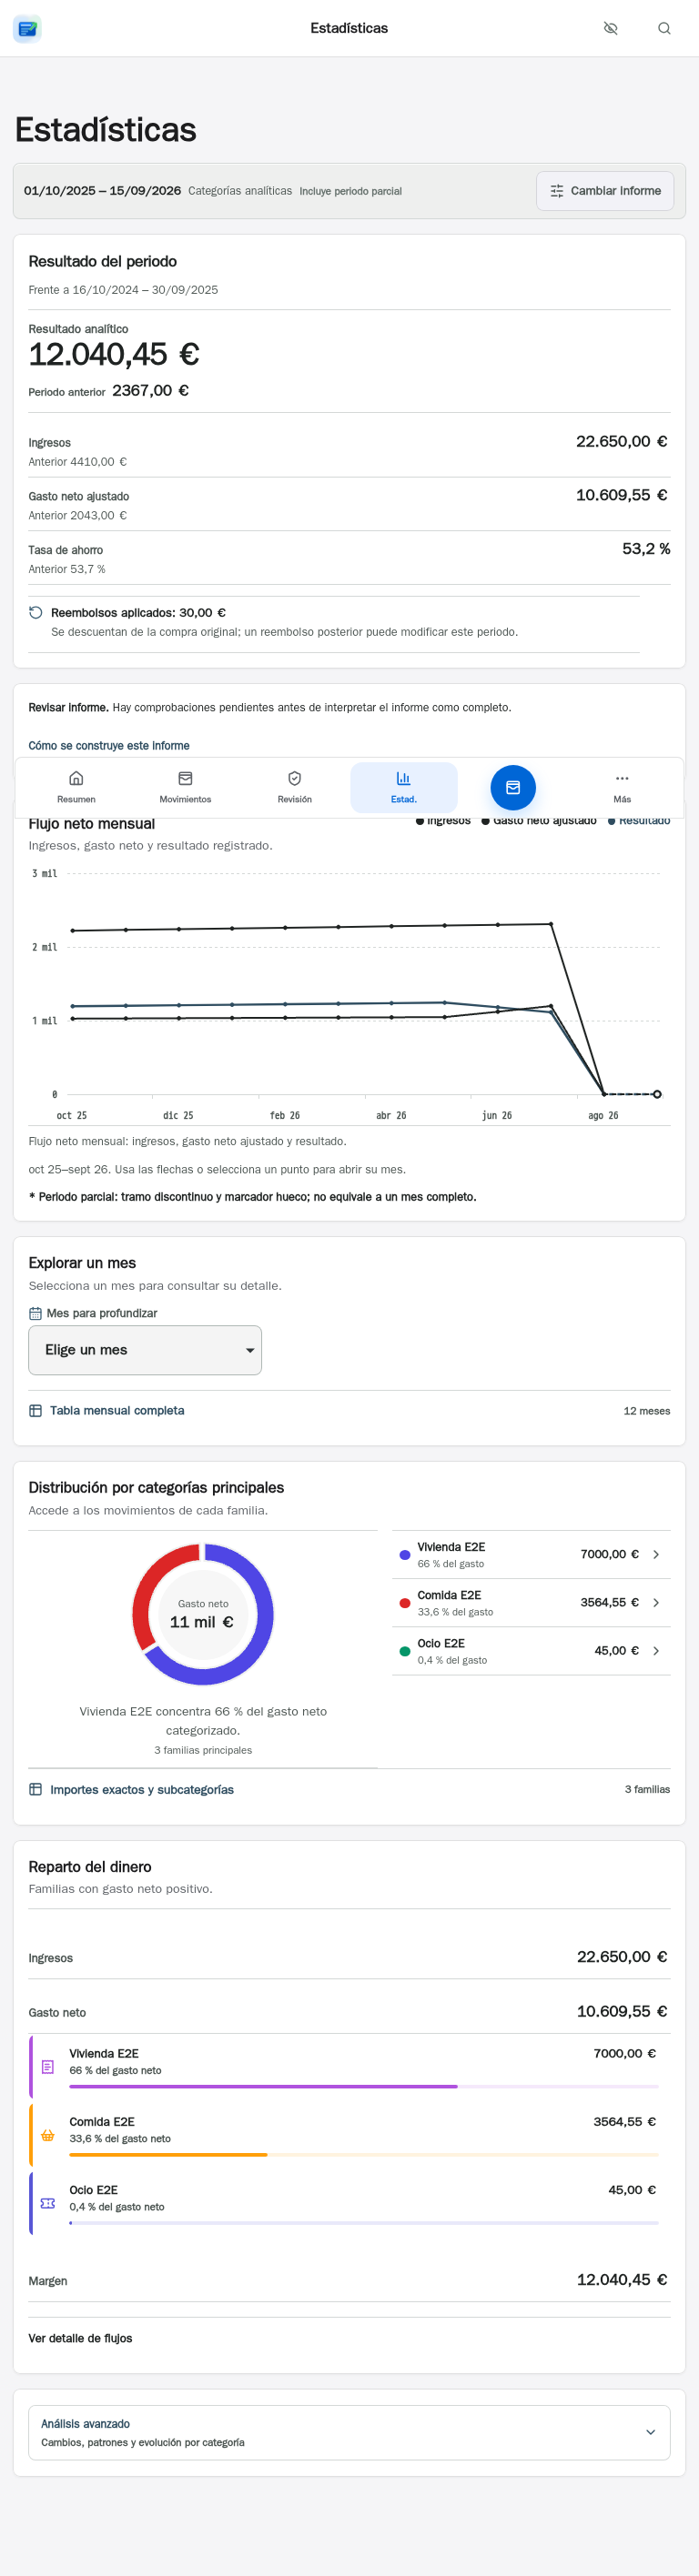 Estadísticas
Estadísticas
01/10/2025 – 15/09/2026 Categorías analíticas Incluye periodo parcial
Cambiar informe
Resultado del periodo
Frente a 16/10/2024 – 30/09/2025
Resultado analítico
12.040,45 €
Periodo anterior 2367,00 €
Ingresos 22.650,00 €
Anterior 4410,00 €
Gasto neto ajustado 10.609,55 €
Anterior 2043,00 €
Tasa de ahorro 53,2 %
Anterior 53,7 %
Reembolsos aplicados: 30,00 €
Se descuentan de la compra original; un reembolso posterior puede modificar este periodo.
Revisar informe. Hay comprobaciones pendientes antes de interpretar el informe como completo.
Cómo se construye este informe
Resumen Movimientos Revisión Estad. Más
Flujo neto mensual
Ingresos Gasto neto ajustado Resultado
Ingresos, gasto neto y resultado registrado.
3 mil
2 mil
1 mil
0
oct 25 dic 25 feb 26 abr 26 jun 26 ago 26
Flujo neto mensual: ingresos, gasto neto ajustado y resultado.
oct 25–sept 26. Usa las flechas o selecciona un punto para abrir su mes.
* Periodo parcial: tramo discontinuo y marcador hueco; no equivale a un mes completo.
Explorar un mes
Selecciona un mes para consultar su detalle.
Mes para profundizar
Elige un mes
Tabla mensual completa 12 meses
Distribución por categorías principales
Accede a los movimientos de cada familia.
Gasto neto
11 mil €
Vivienda E2E concentra 66 % del gasto neto
categorizado.
3 familias principales
Vivienda E2E 7000,00 €
66 % del gasto
Comida E2E 3564,55 €
33,6 % del gasto
Ocio E2E 45,00 €
0,4 % del gasto
Importes exactos y subcategorías 3 familias
Reparto del dinero
Familias con gasto neto positivo.
Ingresos 22.650,00 €
Gasto neto 10.609,55 €
Vivienda E2E 7000,00 €
66 % del gasto neto
Comida E2E 3564,55 €
33,6 % del gasto neto
Ocio E2E 45,00 €
0,4 % del gasto neto
Margen 12.040,45 €
Ver detalle de flujos
Análisis avanzado
Cambios, patrones y evolución por categoría